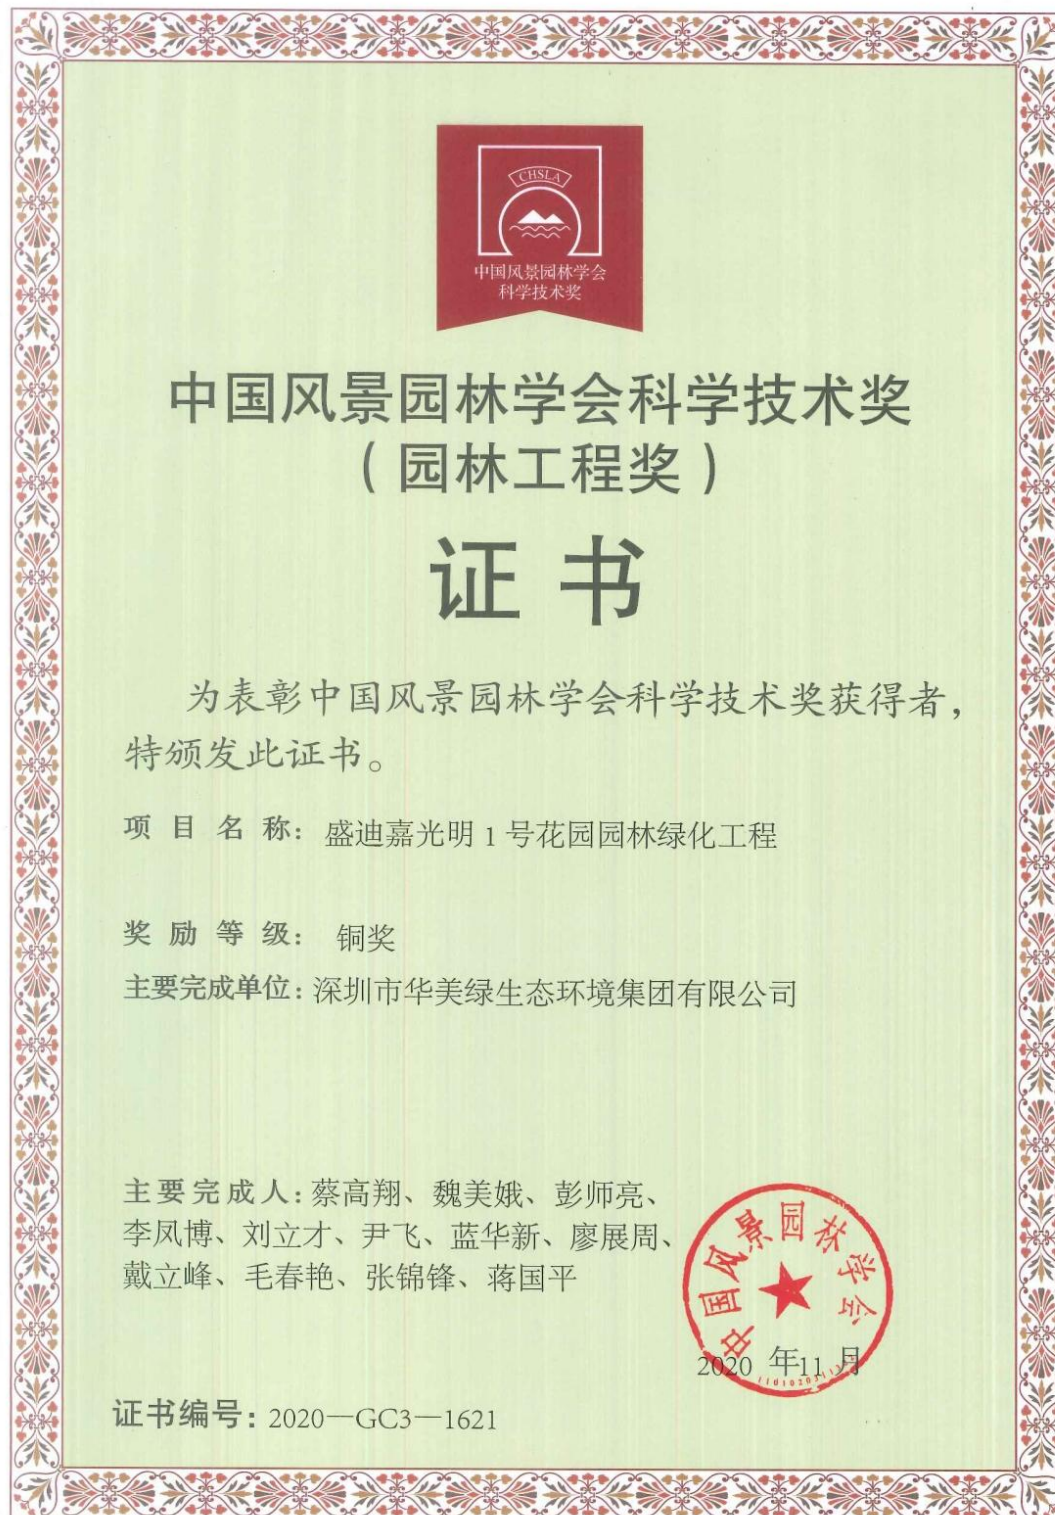 CHSLA
中国风景园林学会
科学技术奖
中国风景园林学会科学技术奖
（园林工程奖）
证书
为表彰中国风景园林学会科学技术奖获得者，
特颁发此证书。
项目名称：盛迪嘉光明1号花园园林绿化工程
奖励等级：铜奖
主要完成单位：深圳市华美绿生态环境集团有限公司
主要完成人：蔡高翔、魏美娥、彭师亮、
李凤博、刘立才、尹飞、蓝华新、廖展周、
戴立峰、毛春艳、张锦锋、蒋国平
中国风景园林学会
2020 年11月
证书编号：2020—GC3—1621